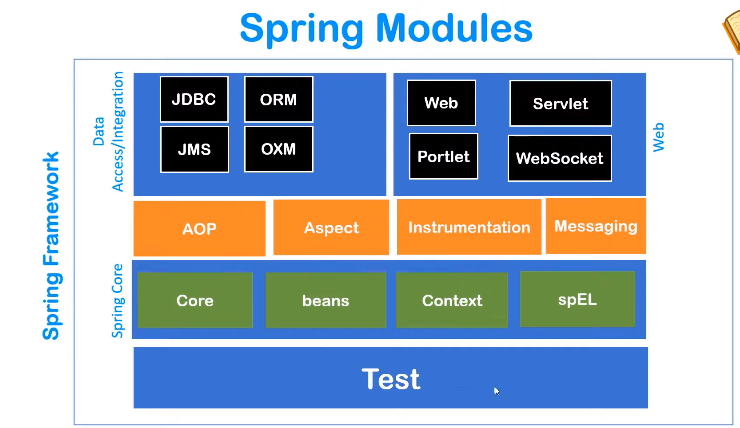 Spring Modules
Spring Framework
Data
Access/Integration
JDBC
ORM
JMS
OXM
Web
Servlet
Portlet
WebSocket
Web
AOP
Aspect
Instrumentation
Messaging
Spring Core
Core
beans
Context
spEL
Test